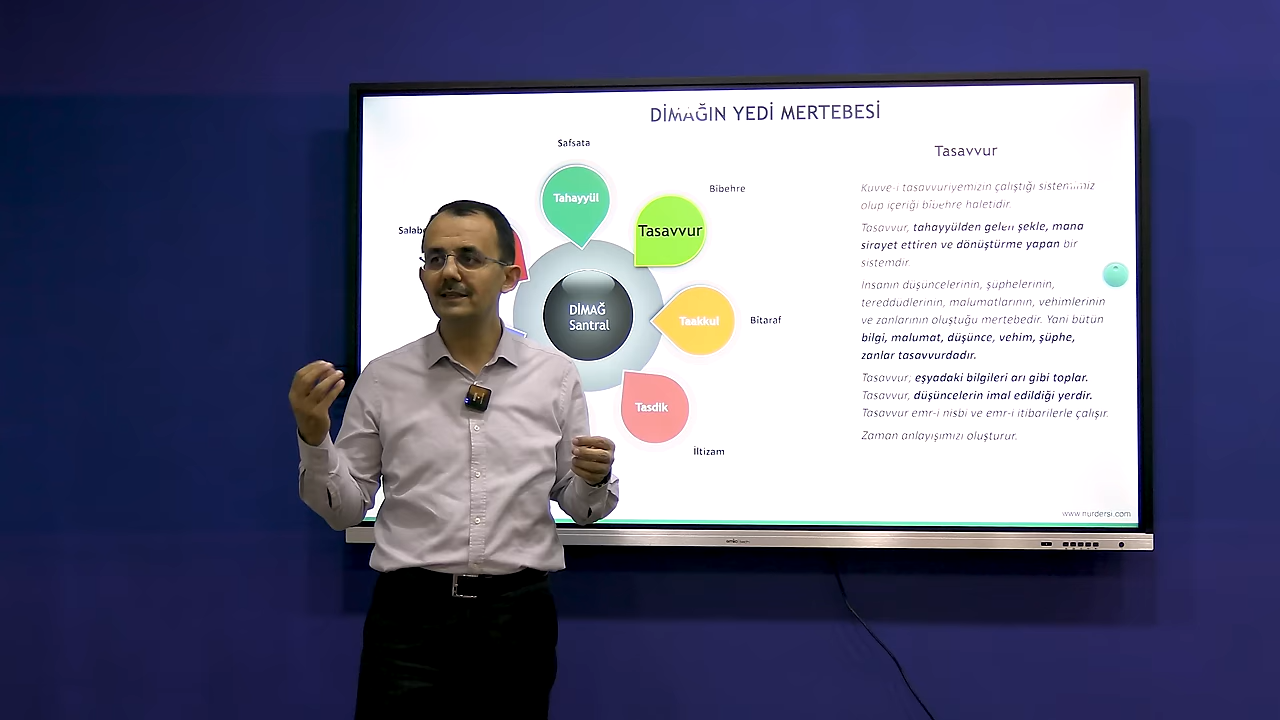 DİMAĞIN YEDİ MERTEBESİ
Safsata
Tahayyül
Bibehre
Tasavvur
DİMAĞ
Santral
Taakkul
Bitaraf
Tasdik
İltizam
Tasavvur
Kuvve-i tasavvuriyemizin çalıştığı sistemimiz
olup içeriği bibehre haletidir.
Tasavvur, tahayyülden gelen şekle, mana
sirayet ettiren ve dönüştürme yapan bir
sistemdir.
İnsanın düşüncelerinin, şüphelerinin,
tereddüdlerinin, malumatlarının, vehimlerinin
ve zanlarının oluştuğu mertebedir. Yani bütün
bilgi, malumat, düşünce, vehim, şüphe,
zanlar tasavvurdadır.
Tasavvur, eşyadaki bilgileri arı gibi toplar.
Tasavvur, düşüncelerin imal edildiği yerdir.
Tasavvur emr-i nisbi ve emr-i itibarilerle çalışır.
Zaman anlayışımızı oluşturur.
www.nurdersi.com